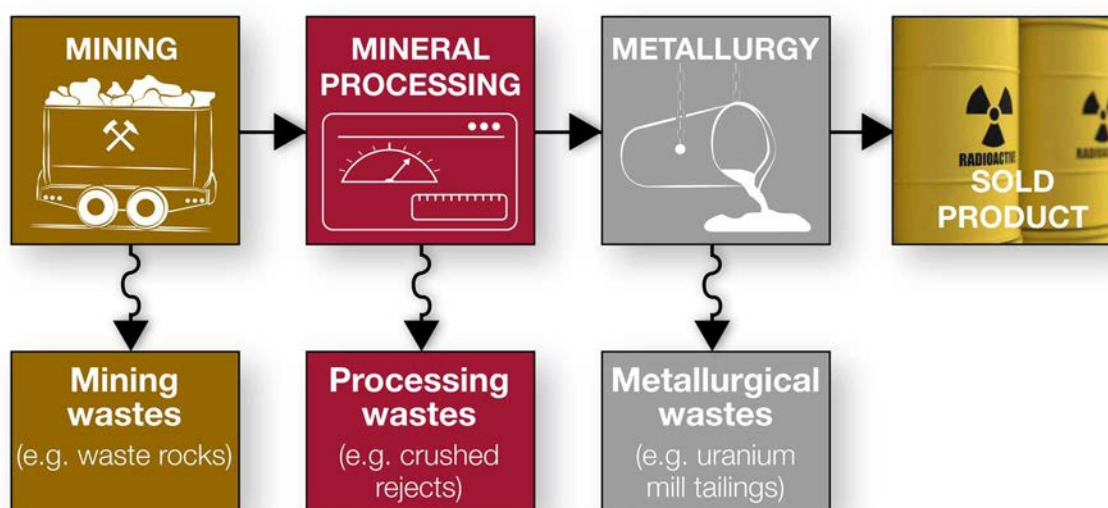 MINING
MINERAL
PROCESSING
METALLURGY
RADIOACTIVE
SOLD
PRODUCT
Mining
wastes
(e.g. waste rocks)
Processing
wastes
(e.g. crushed
rejects)
Metallurgical
wastes
(e.g. uranium
mill tailings)